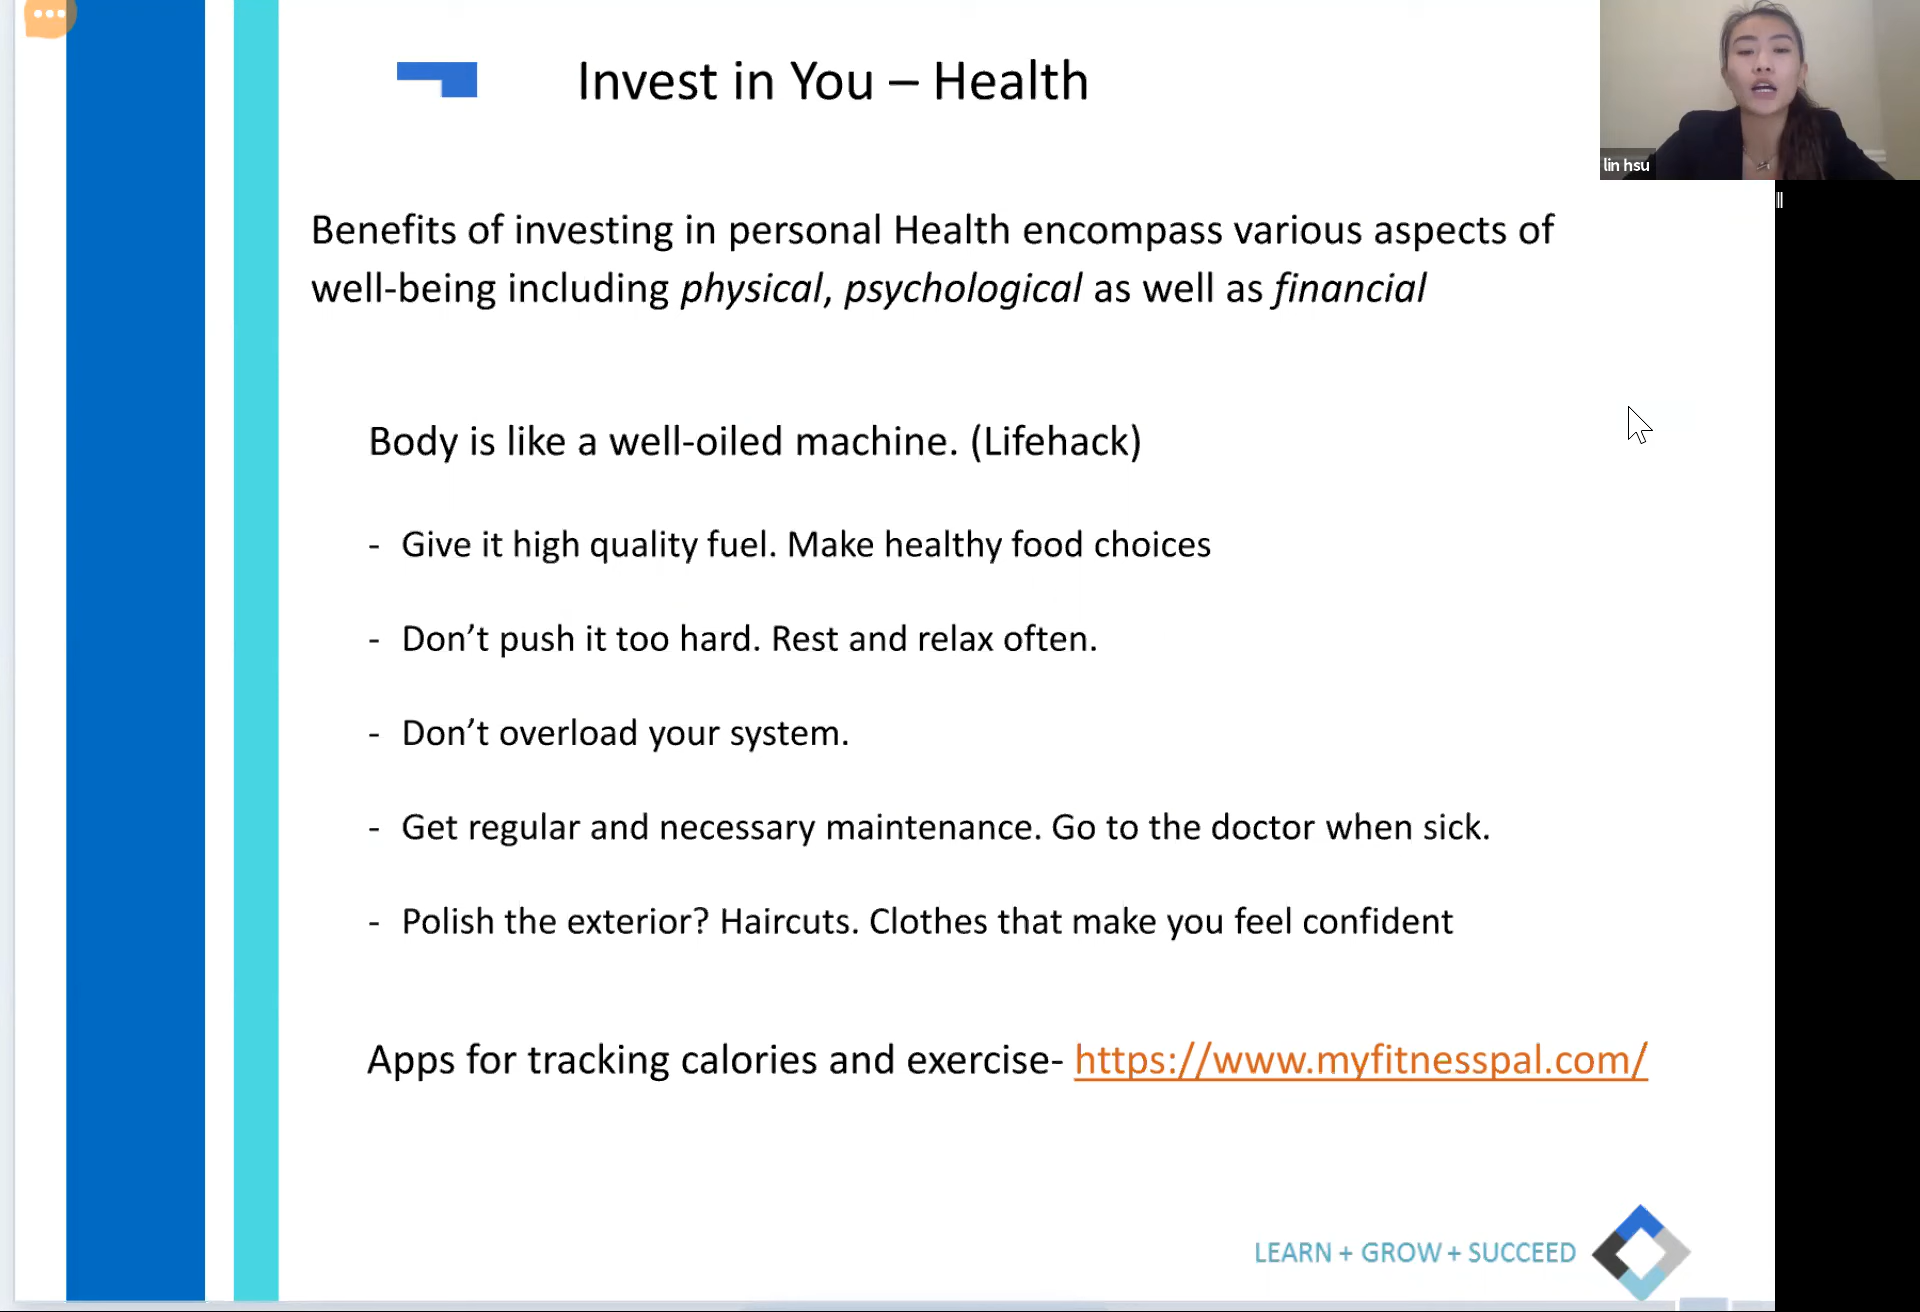 Invest in You – Health
lin hsu
Benefits of investing in personal Health encompass various aspects of
well-being including physical, psychological as well as financial
Body is like a well-oiled machine. (Lifehack)
- Give it high quality fuel. Make healthy food choices
- Don’t push it too hard. Rest and relax often.
- Don’t overload your system.
- Get regular and necessary maintenance. Go to the doctor when sick.
- Polish the exterior? Haircuts. Clothes that make you feel confident
Apps for tracking calories and exercise- https://www.myfitnesspal.com/
LEARN + GROW + SUCCEED